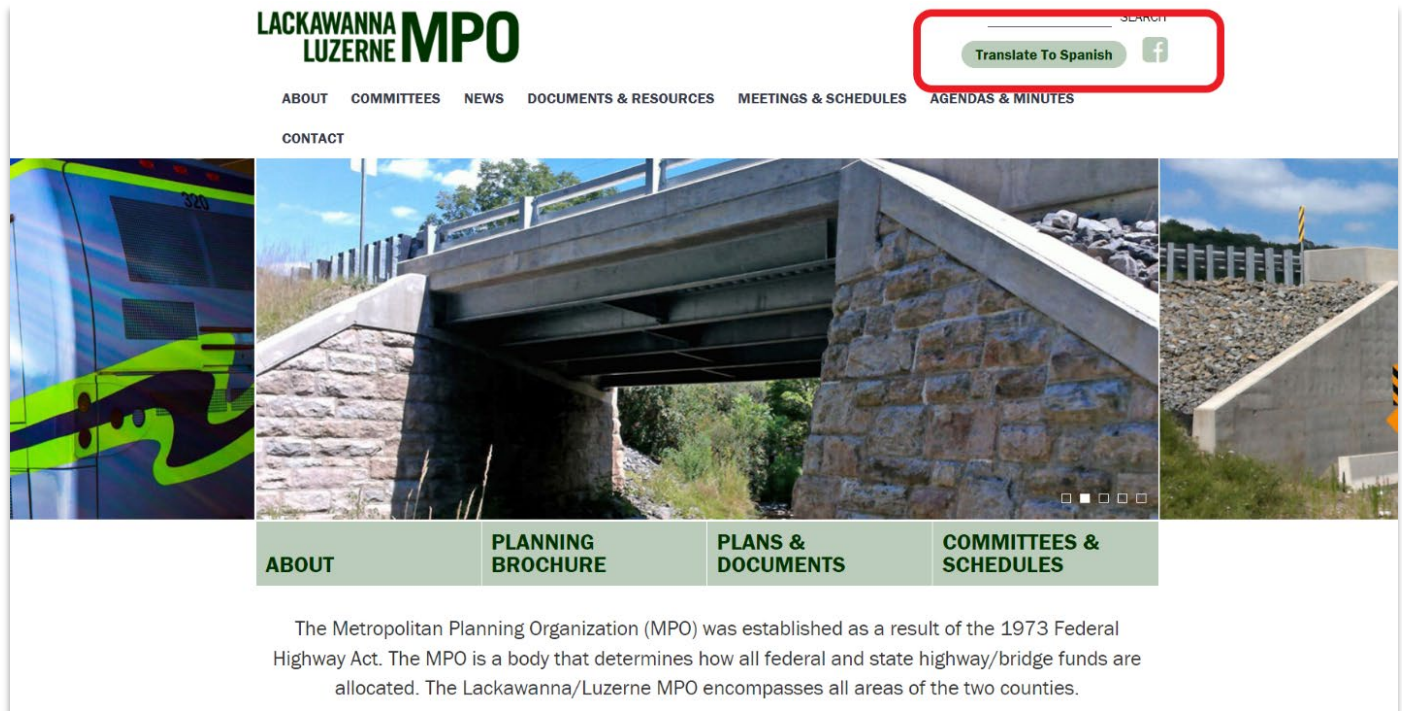 LACKAWANNA
LUZERNE MPO
SEARCH
Translate To Spanish
ABOUT COMMITTEES NEWS DOCUMENTS & RESOURCES MEETINGS & SCHEDULES AGENDAS & MINUTES
CONTACT
320
ABOUT
PLANNING
BROCHURE
PLANS &
DOCUMENTS
COMMITTEES &
SCHEDULES
The Metropolitan Planning Organization (MPO) was established as a result of the 1973 Federal
Highway Act. The MPO is a body that determines how all federal and state highway/bridge funds are
allocated. The Lackawanna/Luzerne MPO encompasses all areas of the two counties.